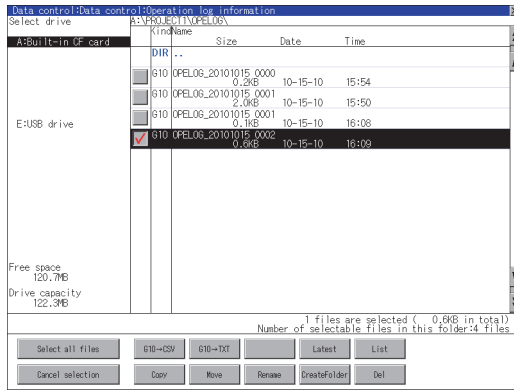 Data control:Data control:Operation log information
Select drive
A:\PROJECT1\OPELOG\
Kind Name
Size Date Time
A:Built-in CF card
DIR ..
G10 OPELOG_20101015_0000
0.2KB 10-15-10 15:54
G10 OPELOG_20101015_0001
2.0KB 10-15-10 15:50
G10 OPELOG_20101015_0001
0.1KB 10-15-10 16:08
E:USB drive
G10 OPELOG_20101015_0002
0.6KB 10-15-10 16:09
Free space
120.7MB
Drive capacity
122.3MB
1 files are selected ( 0.6KB in total)
Number of selectable files in this folder:4 files
Select all files G10→CSV G10→TXT Latest List
Cancel selection Copy Move Rename CreateFolder Del